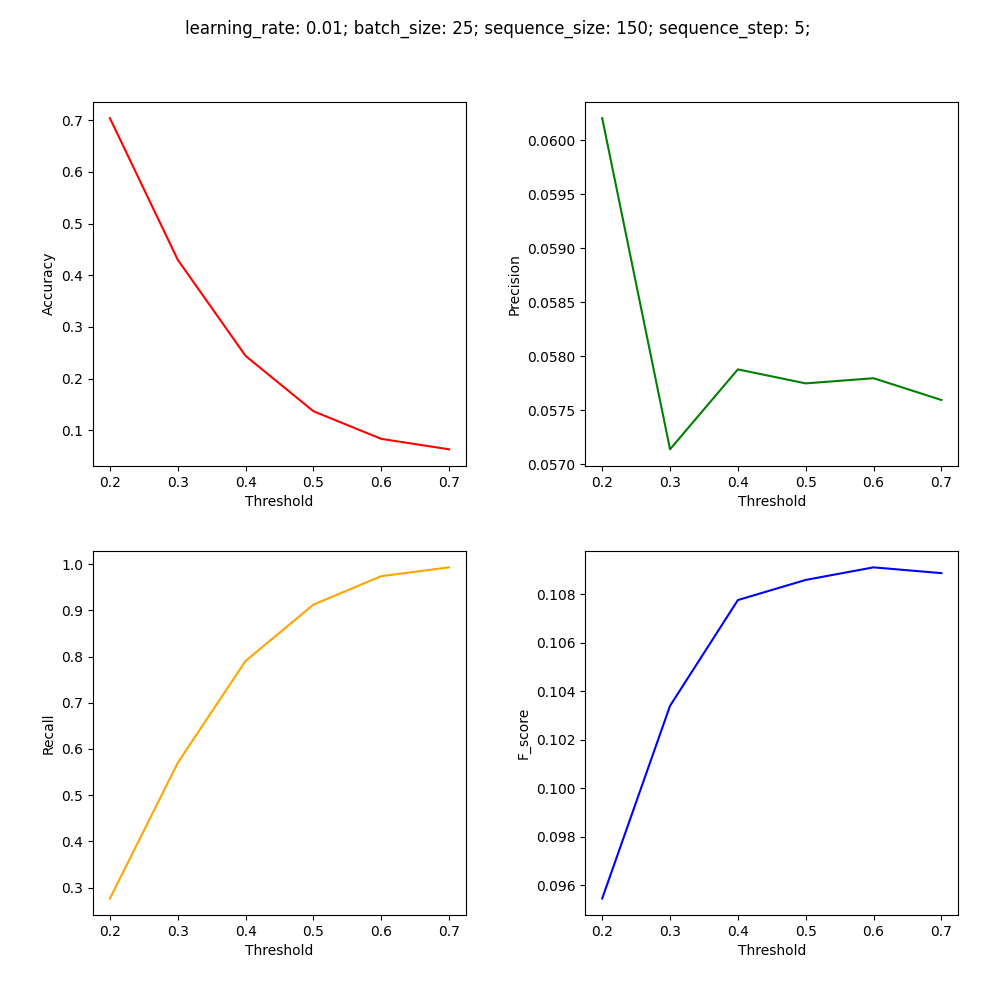 learning_rate: 0.01; batch_size: 25; sequence_size: 150; sequence_step: 5;
0.7
0.6
0.5
0.4
0.3
0.2
0.1
Accuracy
0.2 0.3 0.4 0.5 0.6 0.7
Threshold
0.0600
0.0595
0.0590
0.0585
0.0580
0.0575
0.0570
Precision
0.2 0.3 0.4 0.5 0.6 0.7
Threshold
1.0
0.9
0.8
0.7
0.6
0.5
0.4
0.3
Recall
0.2 0.3 0.4 0.5 0.6 0.7
Threshold
0.108
0.106
0.104
0.102
0.100
0.098
0.096
F_score
0.2 0.3 0.4 0.5 0.6 0.7
Threshold